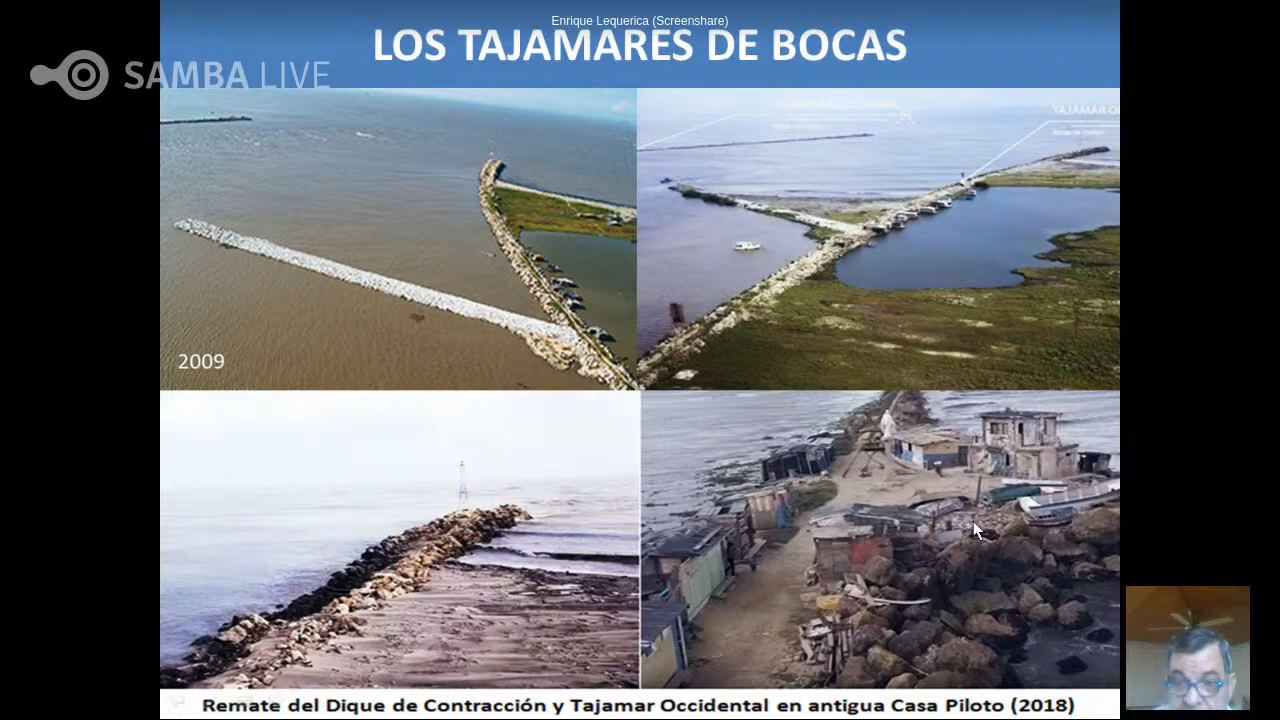 Enrique Lequerica (Screenshare)
LOS TAJAMARES DE BOCAS
SAMBA LIVE
TAJAMAR O
2009
Remate del Dique de Contracción y Tajamar Occidental en antigua Casa Piloto (2018)